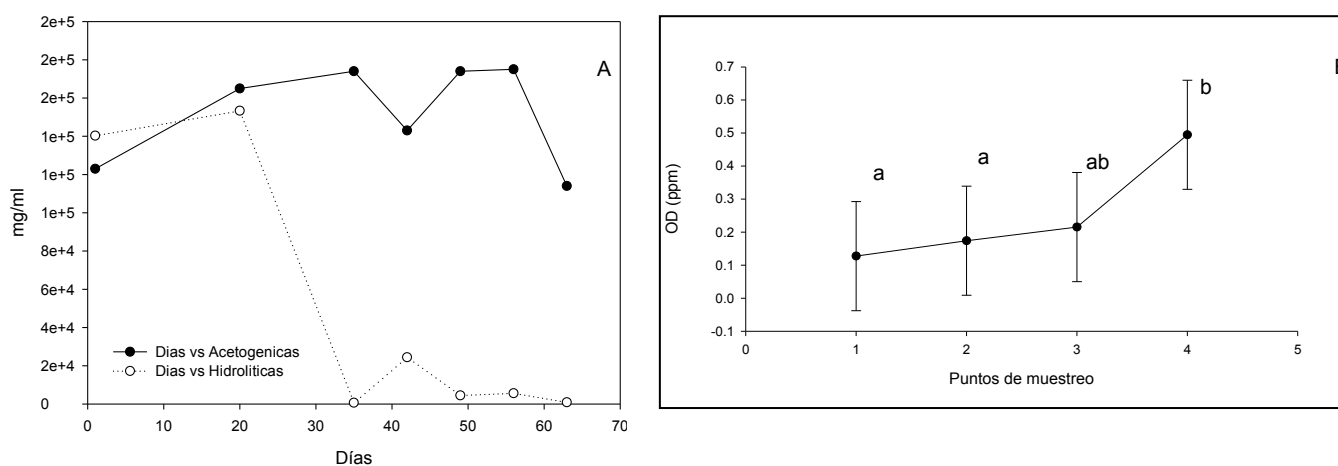 2e+5
2e+5
2e+5
1e+5
1e+5
1e+5
8e+4
6e+4
4e+4
2e+4
0
mg/ml
A
Dias vs Acetogenicas
Dias vs Hidroliticas
0 20 30 40 50 60 70
Días
0.7
0.6
0.5
0.4
0.3
0.2
0.1
0.0
-0.1
OD (ppm)
a
a
ab
b
0 1 2 3 4 5
Puntos de muestreo